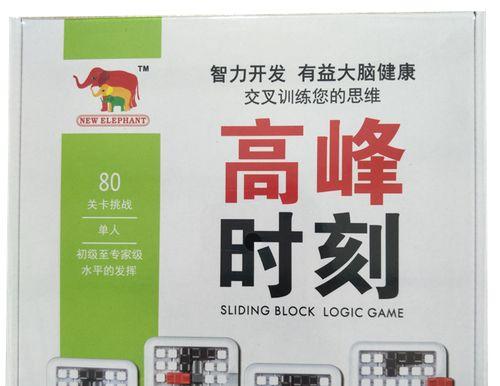 TM
NEW ELEPHANT
智力开发 有益大脑健康
交叉训练您的思维
高峰
时刻
SLIDING BLOCK LOGIC GAME
80
关卡挑战
单人
初级至专家级
水平的发挥